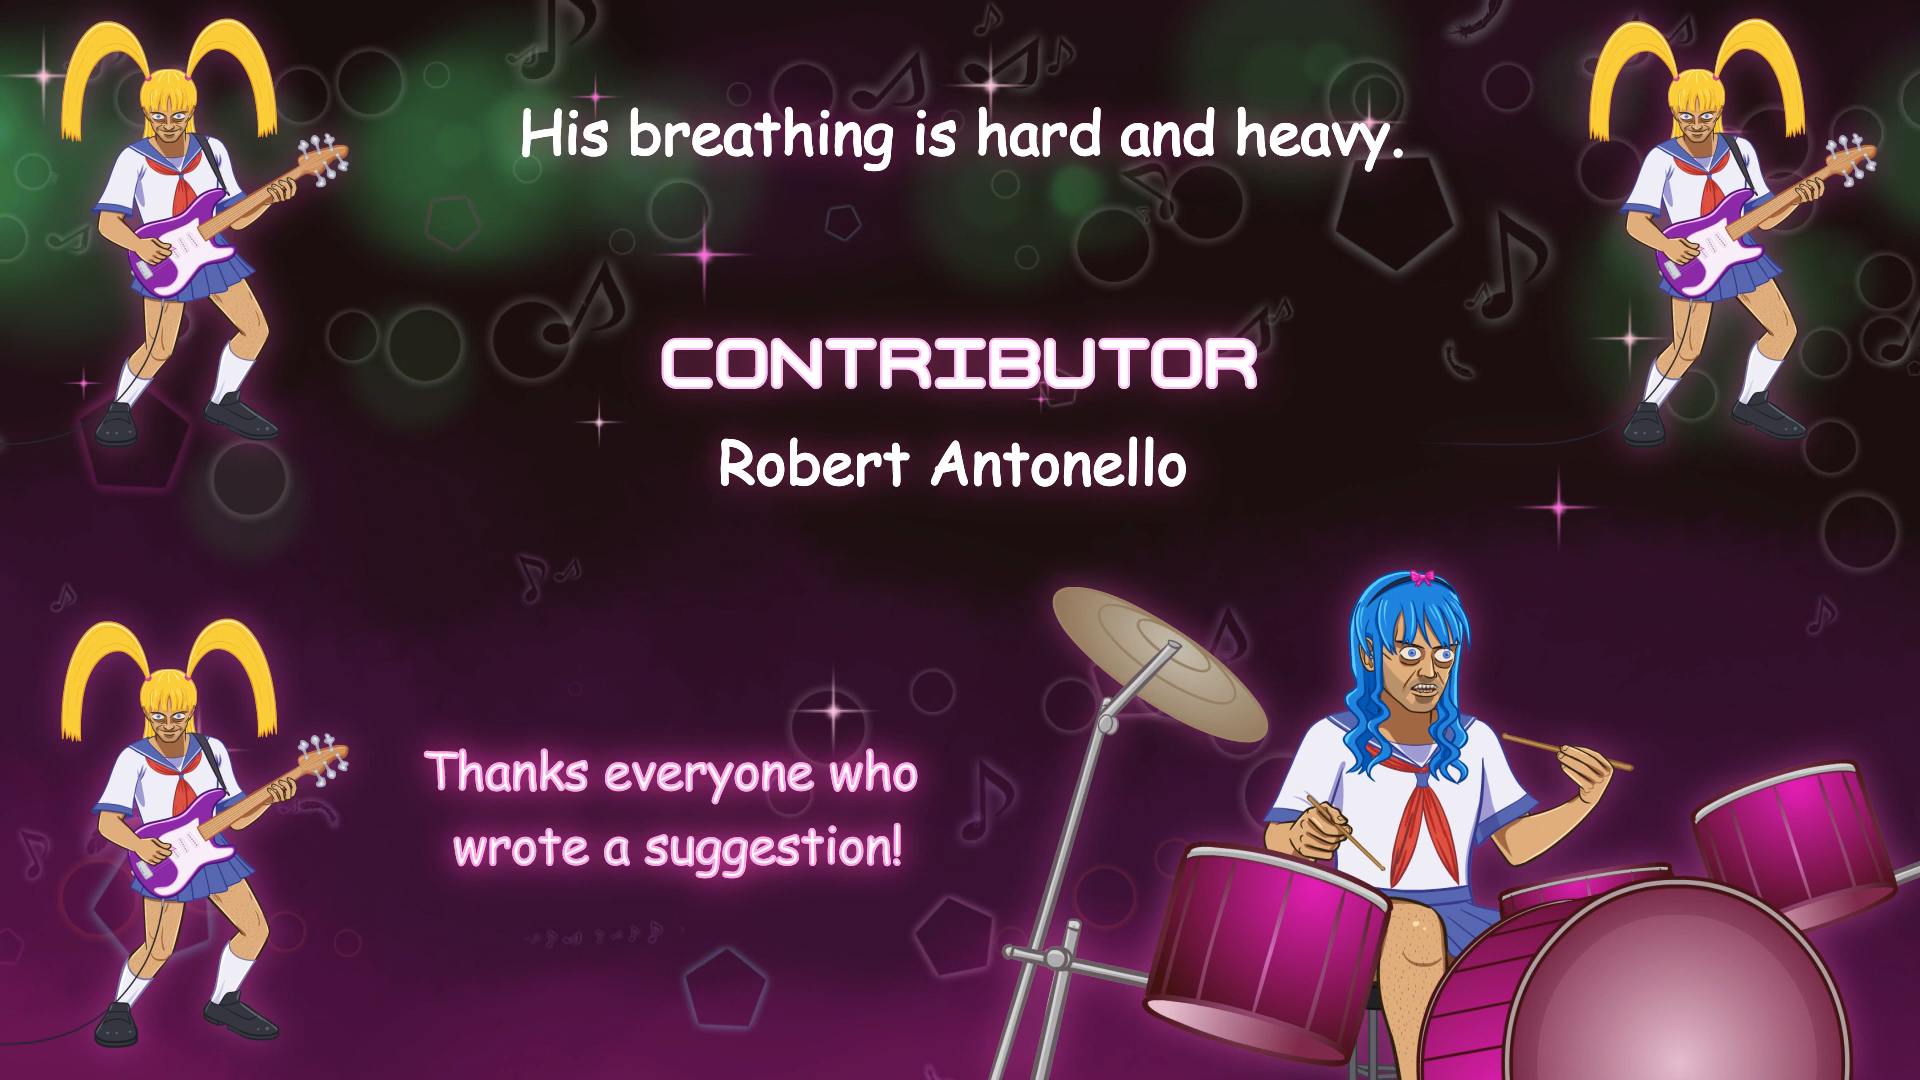 His breathing is hard and heavy.
CONTRIBUTOR
Robert Antonello
Thanks everyone who
wrote a suggestion!